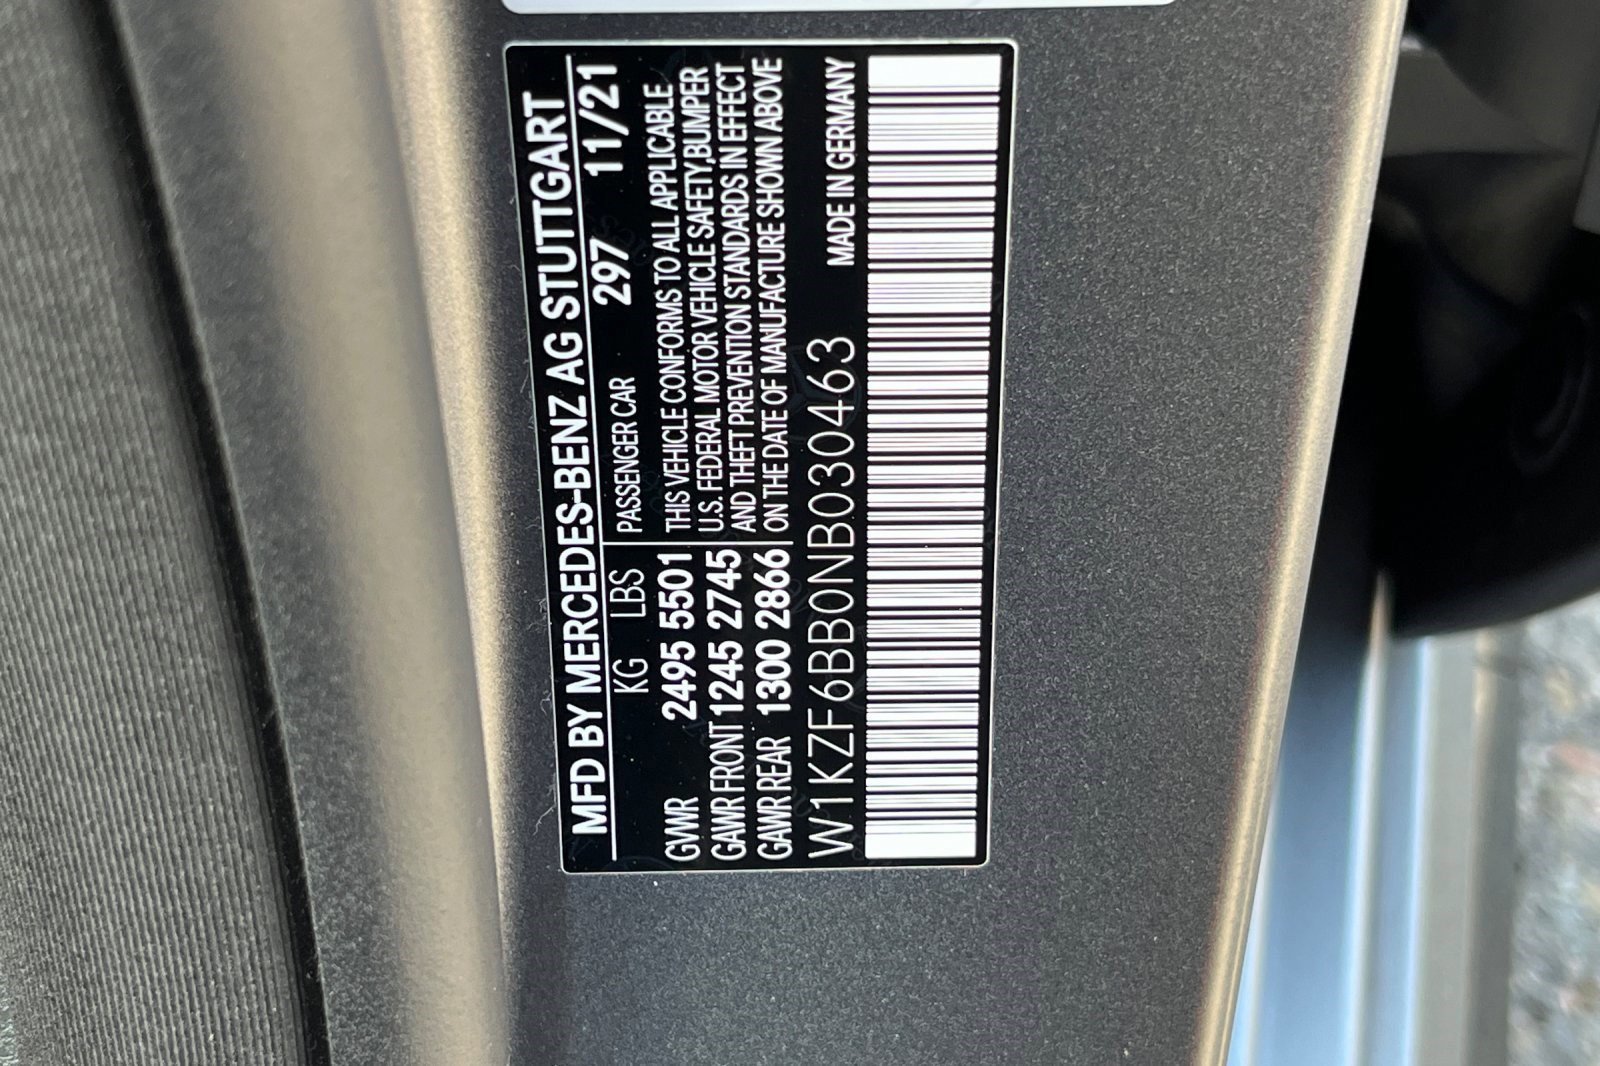 MFD BY MERCEDES-BENZ AG STUTTGART
KG LBS PASSENGER CAR 297 11/21
GVWR 2495 5501 THIS VEHICLE CONFORMS TO ALL APPLICABLE
GAWR FRONT 1245 2745 U.S. FEDERAL MOTOR VEHICLE SAFETY,BUMPER
AND THEFT PREVENTION STANDARDS IN EFFECT
GAWR REAR 1300 2866 ON THE DATE OF MANUFACTURE SHOWN ABOVE
W1KZF6BB0NB030463 MADE IN GERMANY